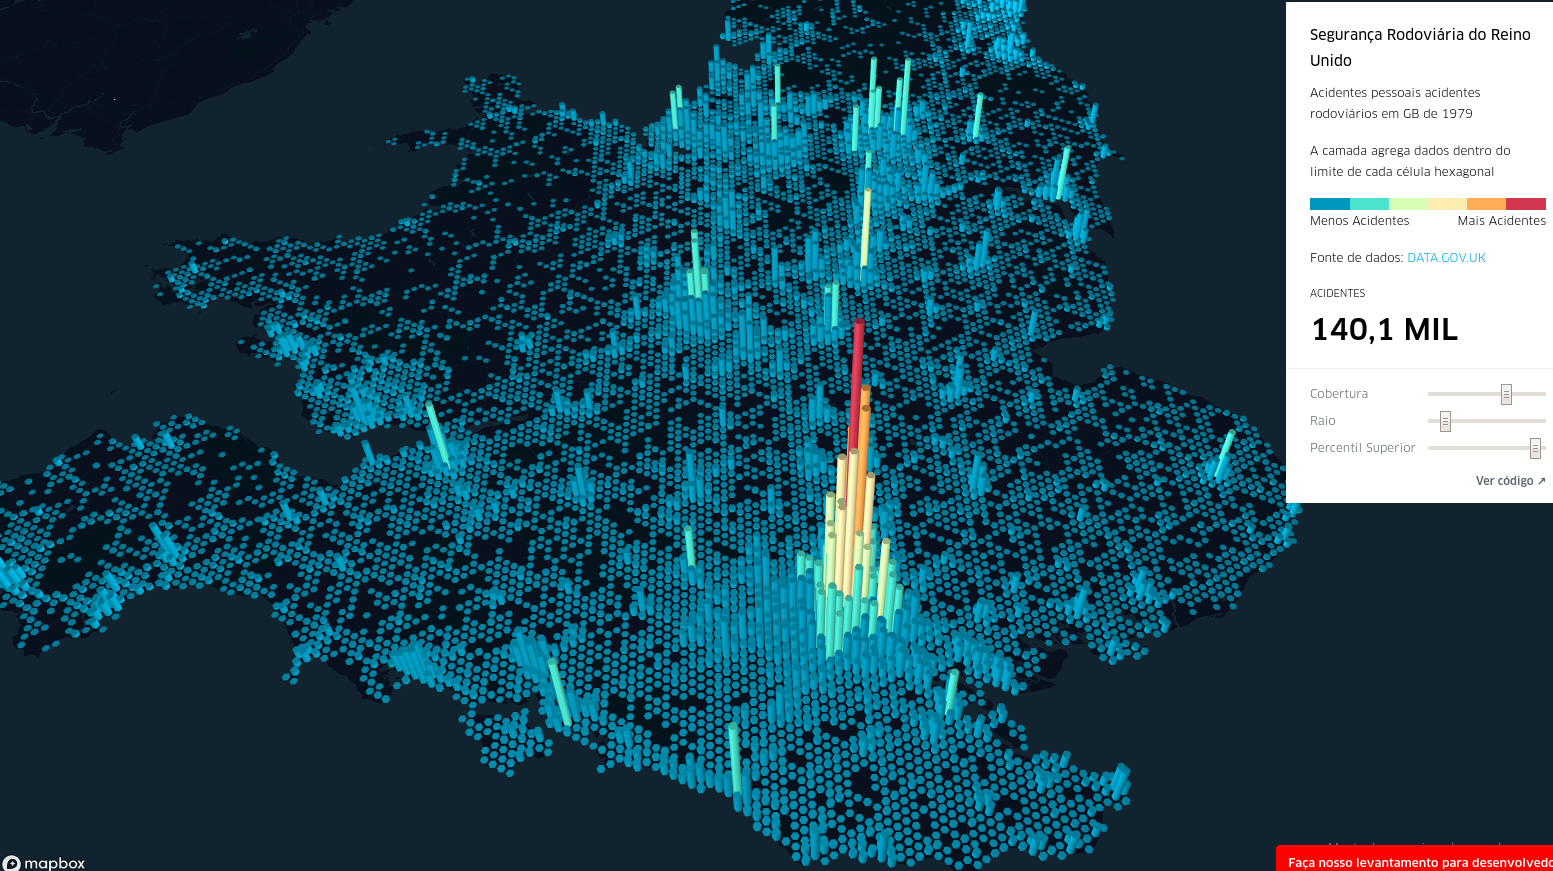 Segurança Rodoviária do Reino
Unido
Acidentes pessoais acidentes
rodoviários em GB de 1979
A camada agrega dados dentro do
limite de cada célula hexagonal
Menos Acidentes Mais Acidentes
Fonte de dados: DATA.GOV.UK
ACIDENTES
140,1 MIL
Cobertura
Raio
Percentil Superior
Ver código ↗
mapbox
Faça nosso levantamento para desenvolvedo